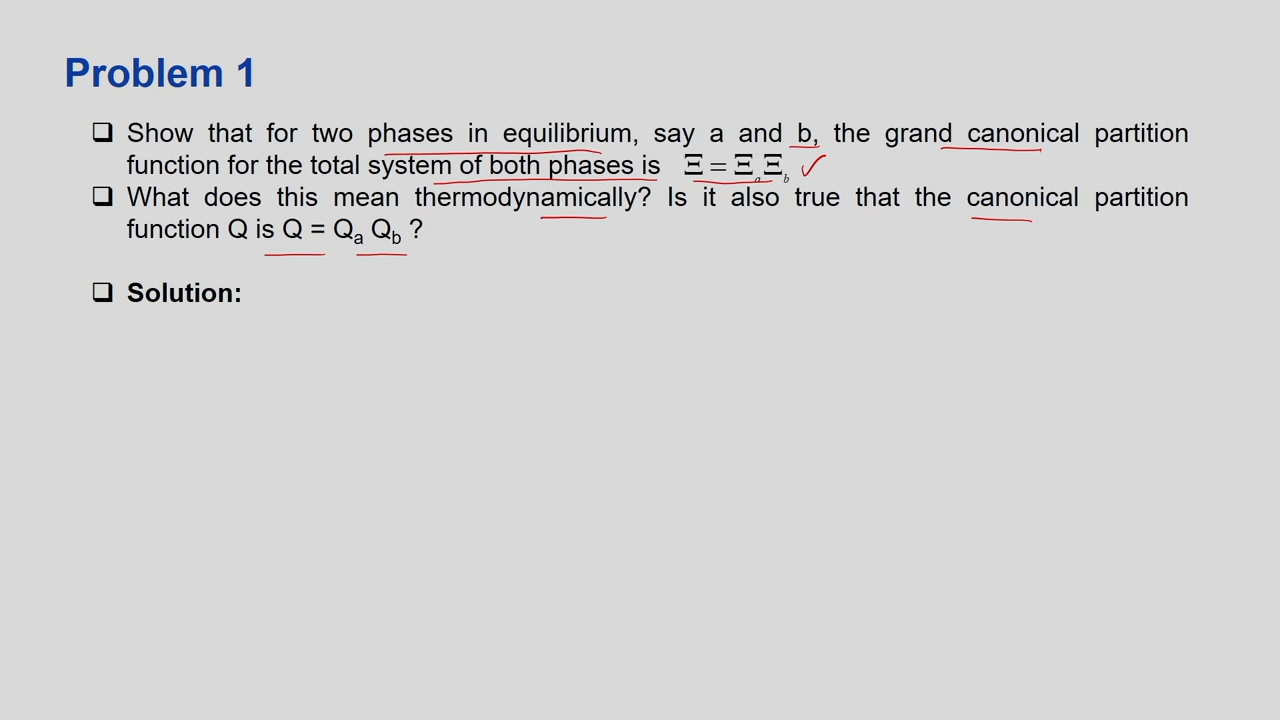 Problem 1
❑ Show that for two phases in equilibrium, say a and b, the grand canonical partition
function for the total system of both phases is Ξ = Ξₐ Ξ_b ✓
❑ What does this mean thermodynamically? Is it also true that the canonical partition
function Q is Q = Qₐ Q_b ?
❑ Solution: